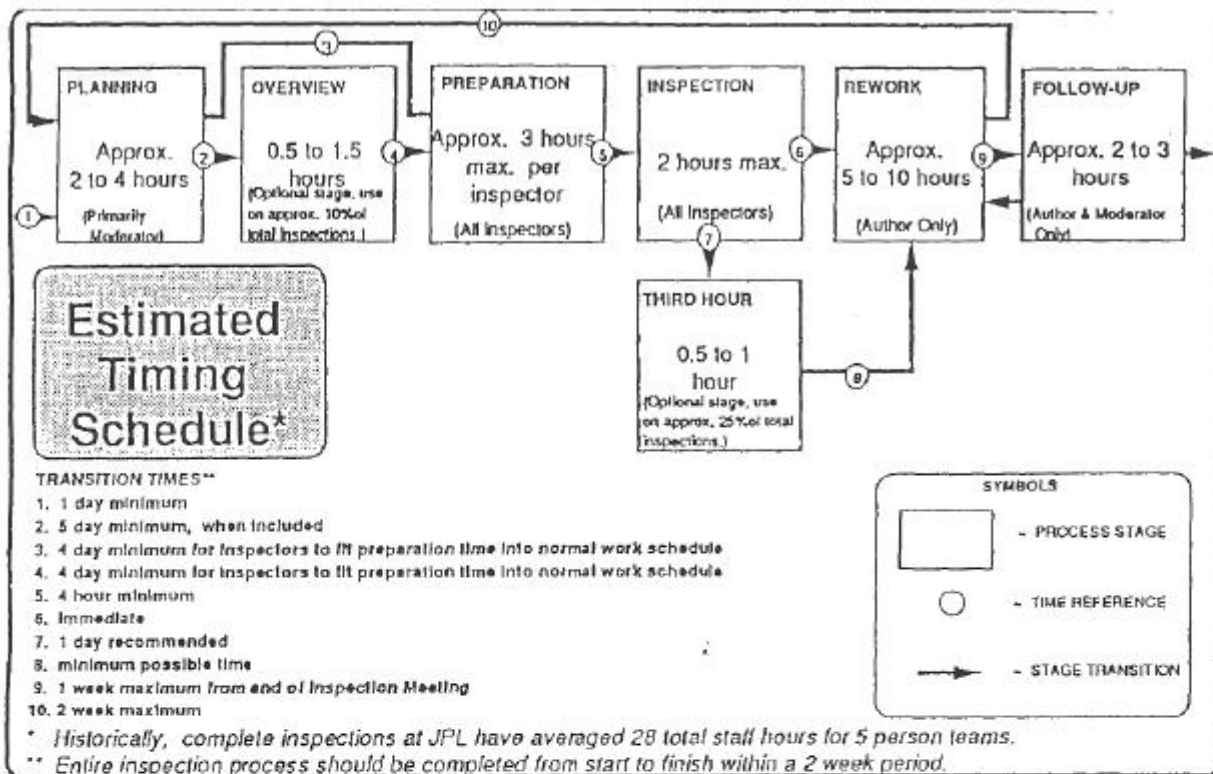 10
3
PLANNING
Approx.
2 to 4 hours
(Primarily
Moderator)
1
2
OVERVIEW
0.5 to 1.5
hours
(Optional stage, use
on approx. 10% of
total inspections.)
4
PREPARATION
Approx. 3 hours
max. per
inspector
(All Inspectors)
5
INSPECTION
2 hours max.
(All Inspectors)
6
7
REWORK
Approx.
5 to 10 hours
(Author Only)
9
FOLLOW-UP
Approx. 2 to 3
hours
(Author & Moderator
Only)
THIRD HOUR
0.5 to 1
hour
(Optional stage, use
on approx. 25% of total
inspections.)
8
Estimated
Timing
Schedule*
TRANSITION TIMES**
1. 1 day minimum
2. 5 day minimum, when included
3. 4 day minimum for inspectors to fit preparation time into normal work schedule
4. 4 day minimum for inspectors to fit preparation time into normal work schedule
5. 4 hour minimum
6. Immediate
7. 1 day recommended
8. minimum possible time
9. 1 week maximum from end of Inspection Meeting
10. 2 week maximum
SYMBOLS
- PROCESS STAGE
- TIME REFERENCE
- STAGE TRANSITION
* Historically, complete inspections at JPL have averaged 28 total staff hours for 5 person teams.
** Entire inspection process should be completed from start to finish within a 2 week period.